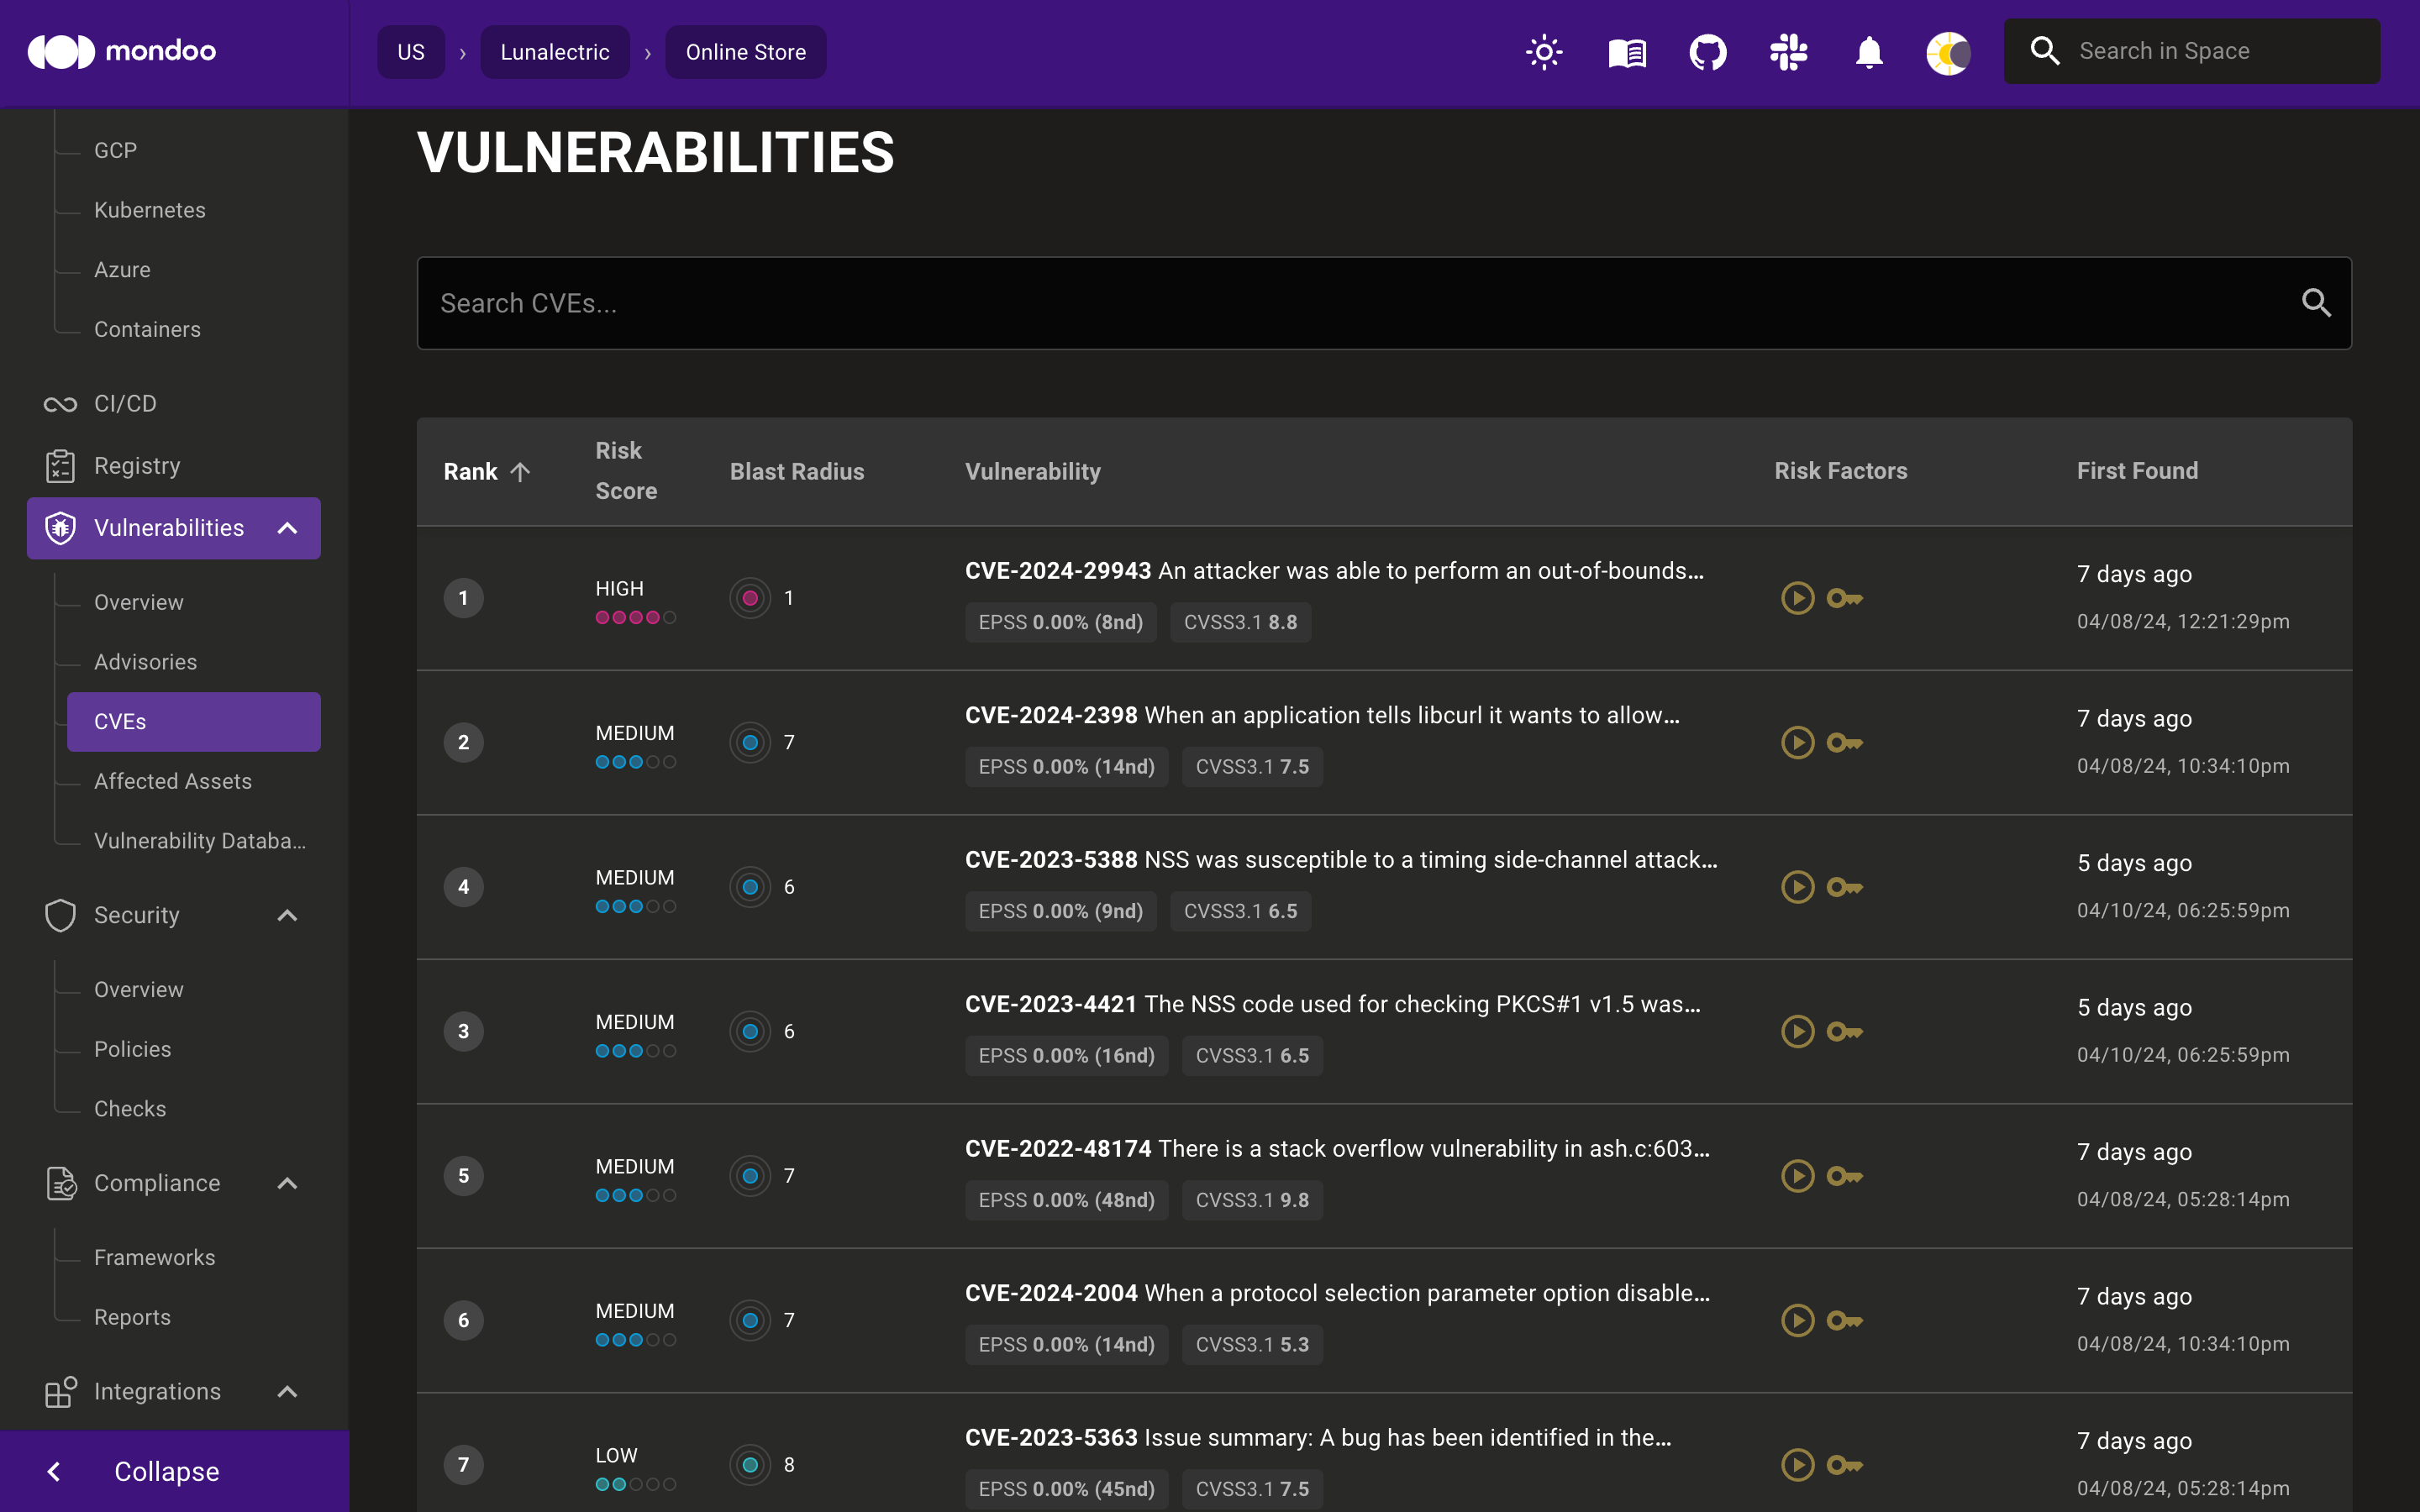 mondoo
US › Lunalectric › Online Store
Search in Space
GCP
Kubernetes
Azure
Containers
CI/CD
Registry
Vulnerabilities
Overview
Advisories
CVEs
Affected Assets
Vulnerability Databa...
Security
Overview
Policies
Checks
Compliance
Frameworks
Reports
Integrations
Collapse
VULNERABILITIES
Search CVEs...
Rank Risk Score Blast Radius Vulnerability Risk Factors First Found
1 HIGH 1 CVE-2024-29943 An attacker was able to perform an out-of-bounds... 7 days ago
EPSS 0.00% (8nd) CVSS3.1 8.8 04/08/24, 12:21:29pm
2 MEDIUM 7 CVE-2024-2398 When an application tells libcurl it wants to allow... 7 days ago
EPSS 0.00% (14nd) CVSS3.1 7.5 04/08/24, 10:34:10pm
4 MEDIUM 6 CVE-2023-5388 NSS was susceptible to a timing side-channel attack... 5 days ago
EPSS 0.00% (9nd) CVSS3.1 6.5 04/10/24, 06:25:59pm
3 MEDIUM 6 CVE-2023-4421 The NSS code used for checking PKCS#1 v1.5 was... 5 days ago
EPSS 0.00% (16nd) CVSS3.1 6.5 04/10/24, 06:25:59pm
5 MEDIUM 7 CVE-2022-48174 There is a stack overflow vulnerability in ash.c:603... 7 days ago
EPSS 0.00% (48nd) CVSS3.1 9.8 04/08/24, 05:28:14pm
6 MEDIUM 7 CVE-2024-2004 When a protocol selection parameter option disable... 7 days ago
EPSS 0.00% (14nd) CVSS3.1 5.3 04/08/24, 10:34:10pm
7 LOW 8 CVE-2023-5363 Issue summary: A bug has been identified in the... 7 days ago
EPSS 0.00% (45nd) CVSS3.1 7.5 04/08/24, 05:28:14pm